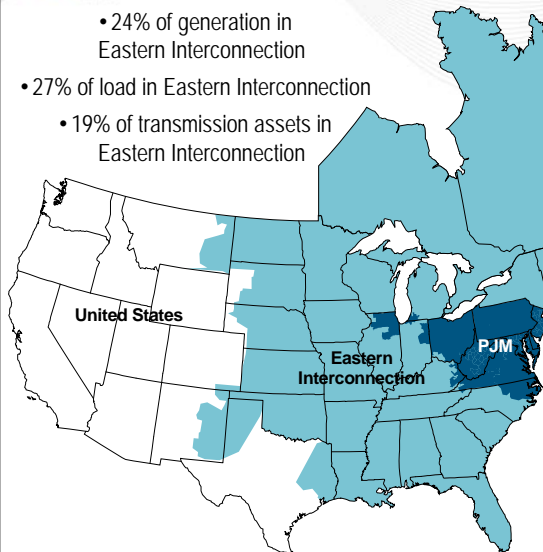 • 24% of generation in
Eastern Interconnection
• 27% of load in Eastern Interconnection
• 19% of transmission assets in
Eastern Interconnection
United States
Eastern
Interconnection
PJM